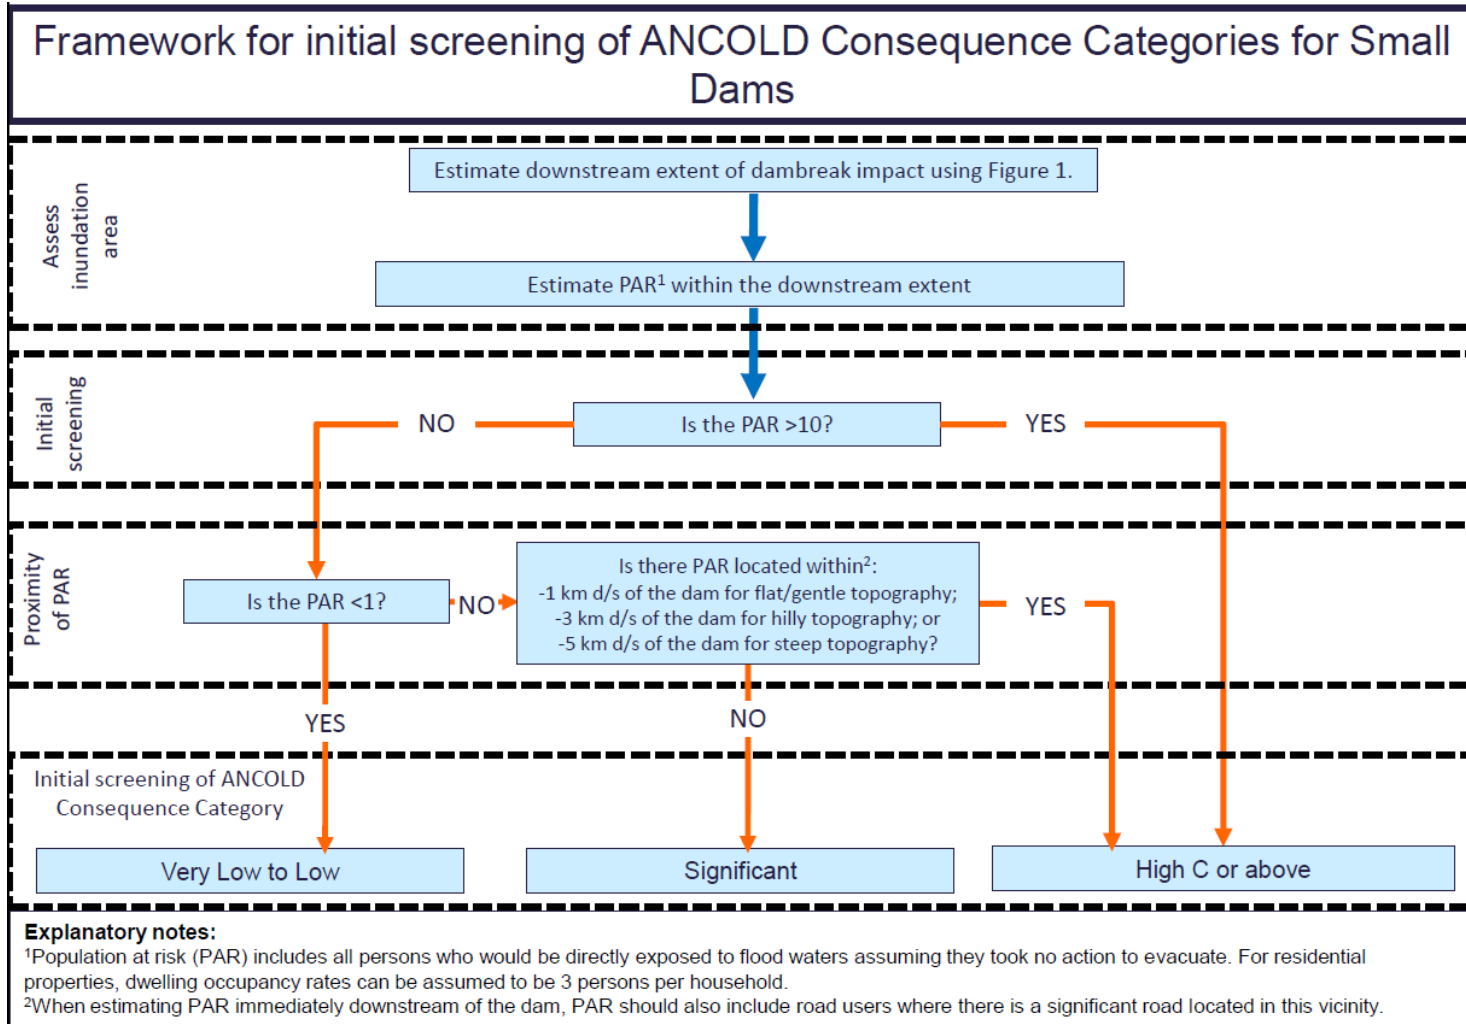 Framework for initial screening of ANCOLD Consequence Categories for Small
Dams
Assess
inundation
area
Estimate downstream extent of dambreak impact using Figure 1.
Estimate PAR¹ within the downstream extent
Initial
screening
NO
Is the PAR >10?
YES
Proximity
of PAR
Is the PAR <1?
NO
Is there PAR located within²:
-1 km d/s of the dam for flat/gentle topography;
-3 km d/s of the dam for hilly topography; or
-5 km d/s of the dam for steep topography?
YES
YES
NO
Initial screening of ANCOLD
Consequence Category
Very Low to Low
Significant
High C or above
Explanatory notes:
¹Population at risk (PAR) includes all persons who would be directly exposed to flood waters assuming they took no action to evacuate. For residential
properties, dwelling occupancy rates can be assumed to be 3 persons per household.
²When estimating PAR immediately downstream of the dam, PAR should also include road users where there is a significant road located in this vicinity.